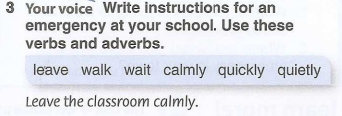 3 Your voice Write instructions for an
emergency at your school. Use these
verbs and adverbs.
leave walk wait calmly quickly quietly
Leave the classroom calmly.